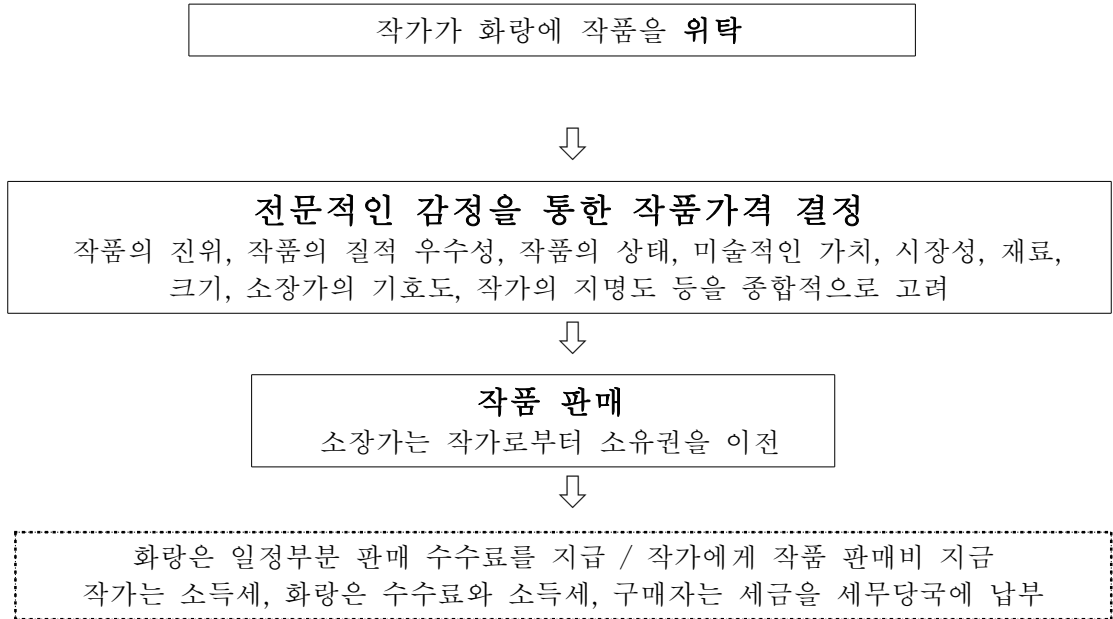 작가가 화랑에 작품을 위탁
전문적인 감정을 통한 작품가격 결정
작품의 진위, 작품의 질적 우수성, 작품의 상태, 미술적인 가치, 시장성, 재료,
크기, 소장가의 기호도, 작가의 지명도 등을 종합적으로 고려
작품 판매
소장가는 작가로부터 소유권을 이전
화랑은 일정부분 판매 수수료를 지급 / 작가에게 작품 판매비 지급
작가는 소득세, 화랑은 수수료와 소득세, 구매자는 세금을 세무당국에 납부